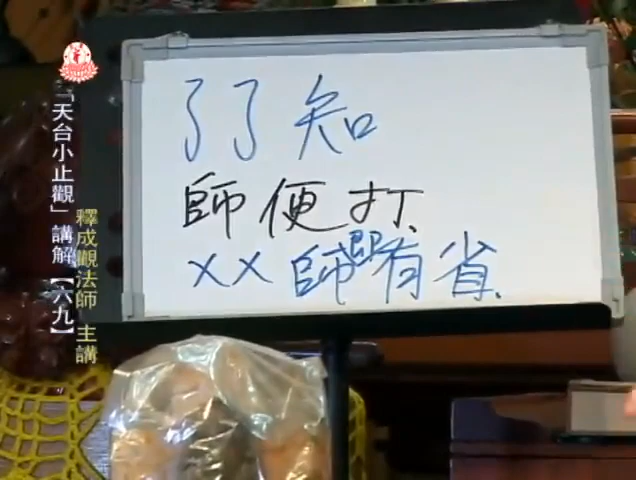 了了知
師便打.
××師即有省.
「天台小止觀」講解【六九】
釋成觀法師 主講